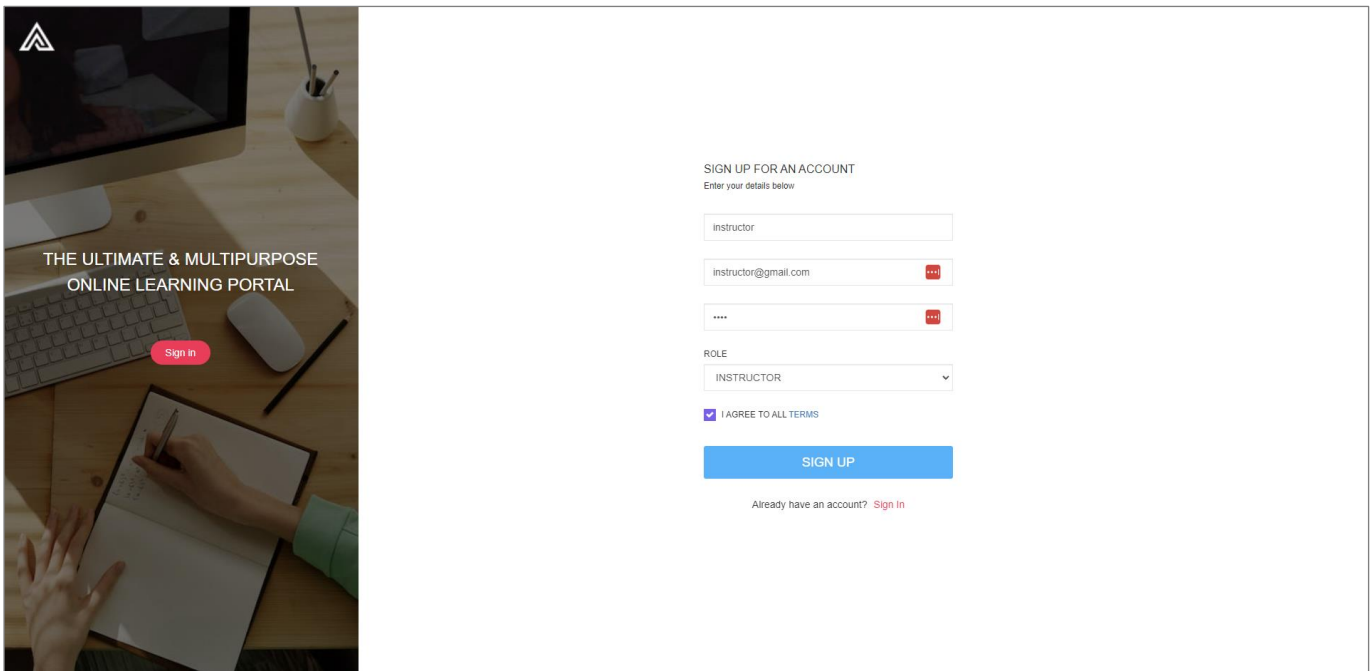 THE ULTIMATE & MULTIPURPOSE
ONLINE LEARNING PORTAL
Sign in
SIGN UP FOR AN ACCOUNT
Enter your details below
instructor
instructor@gmail.com
••••
ROLE
INSTRUCTOR
I AGREE TO ALL TERMS
SIGN UP
Already have an account? Sign In